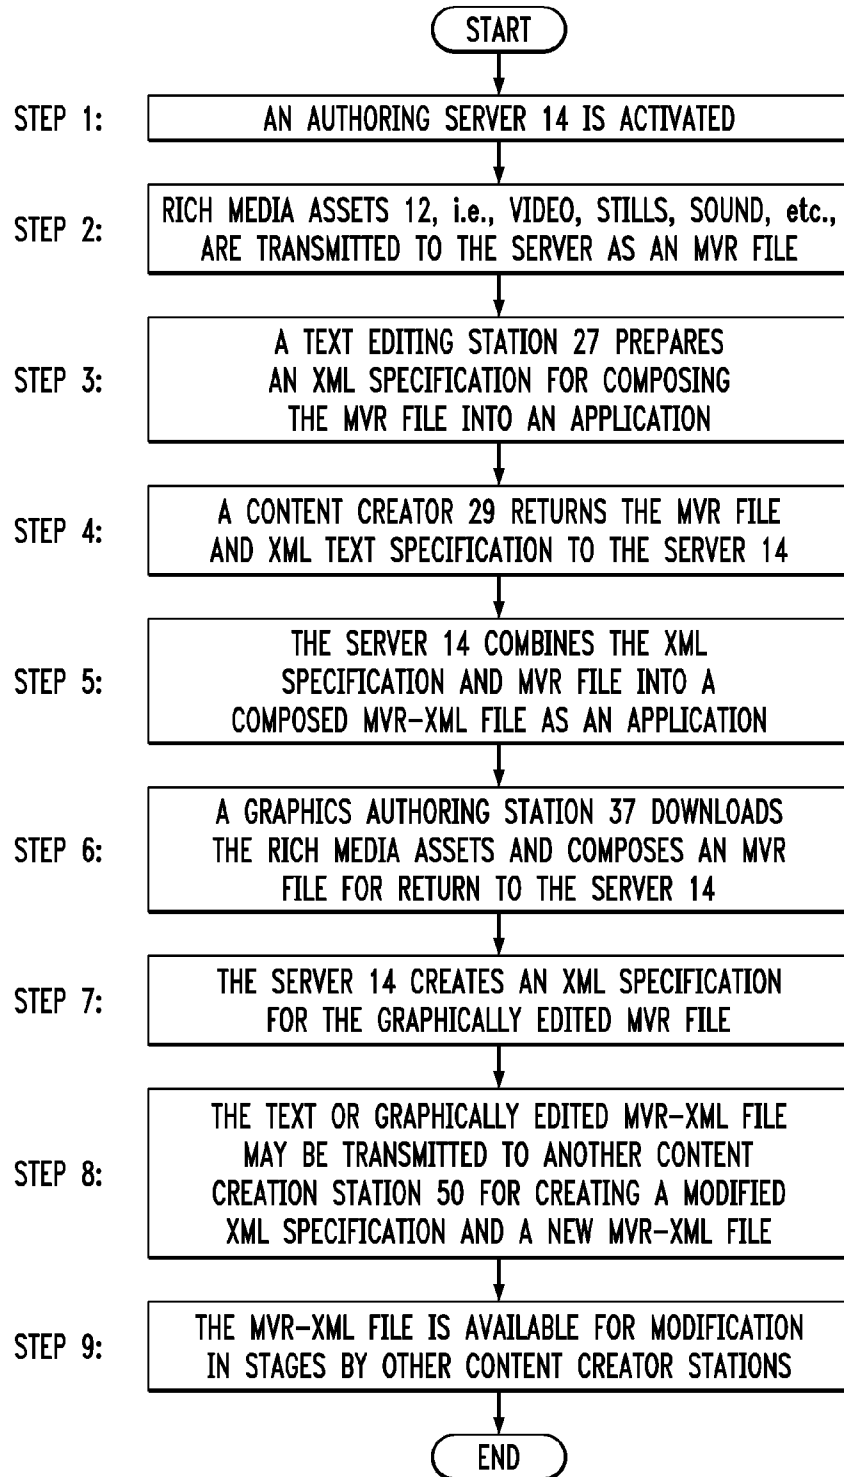 START
STEP 1:
AN AUTHORING SERVER 14 IS ACTIVATED
STEP 2:
RICH MEDIA ASSETS 12, i.e., VIDEO, STILLS, SOUND, etc.,
ARE TRANSMITTED TO THE SERVER AS AN MVR FILE
STEP 3:
A TEXT EDITING STATION 27 PREPARES
AN XML SPECIFICATION FOR COMPOSING
THE MVR FILE INTO AN APPLICATION
STEP 4:
A CONTENT CREATOR 29 RETURNS THE MVR FILE
AND XML TEXT SPECIFICATION TO THE SERVER 14
STEP 5:
THE SERVER 14 COMBINES THE XML
SPECIFICATION AND MVR FILE INTO A
COMPOSED MVR-XML FILE AS AN APPLICATION
STEP 6:
A GRAPHICS AUTHORING STATION 37 DOWNLOADS
THE RICH MEDIA ASSETS AND COMPOSES AN MVR
FILE FOR RETURN TO THE SERVER 14
STEP 7:
THE SERVER 14 CREATES AN XML SPECIFICATION
FOR THE GRAPHICALLY EDITED MVR FILE
STEP 8:
THE TEXT OR GRAPHICALLY EDITED MVR-XML FILE
MAY BE TRANSMITTED TO ANOTHER CONTENT
CREATION STATION 50 FOR CREATING A MODIFIED
XML SPECIFICATION AND A NEW MVR-XML FILE
STEP 9:
THE MVR-XML FILE IS AVAILABLE FOR MODIFICATION
IN STAGES BY OTHER CONTENT CREATOR STATIONS
END